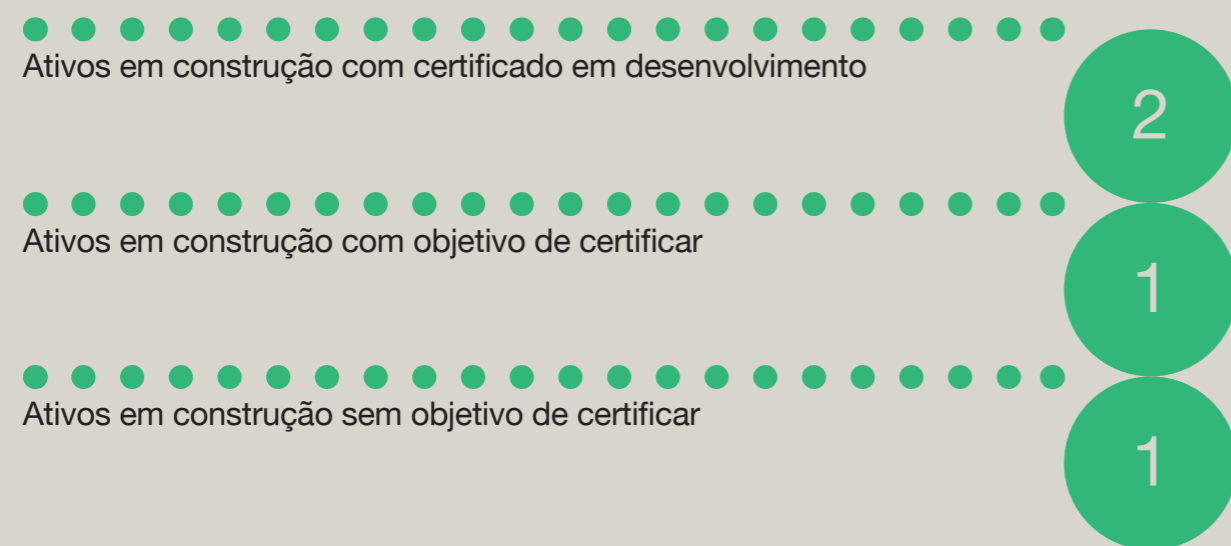 Ativos em construção com certificado em desenvolvimento
2
Ativos em construção com objetivo de certificar
1
Ativos em construção sem objetivo de certificar
1